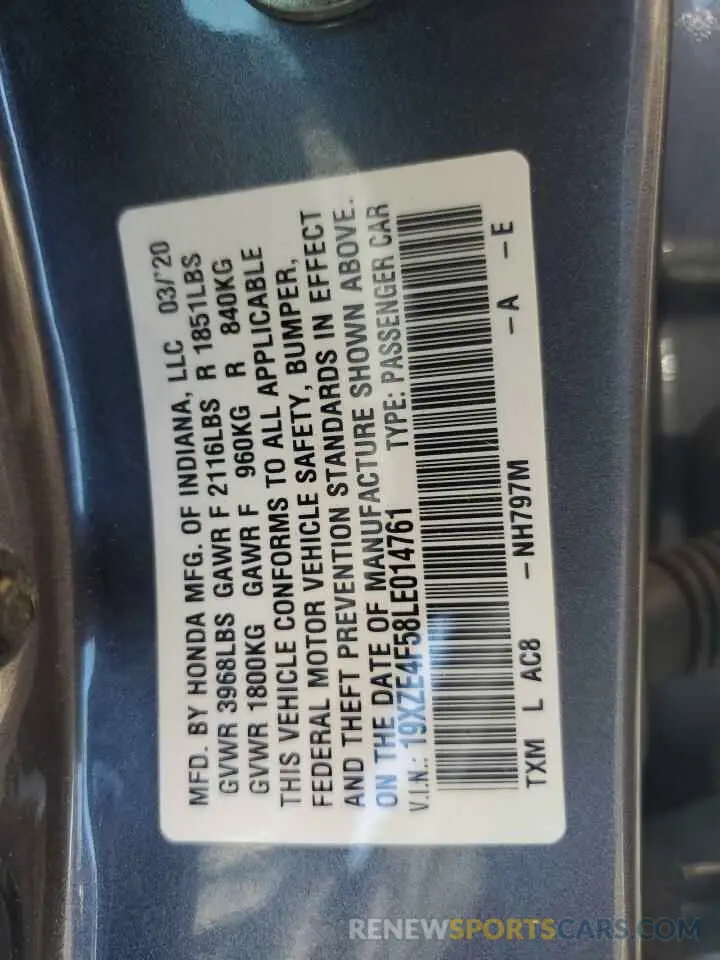 MFD. BY HONDA MFG. OF INDIANA, LLC 03/20
GVWR 3968LBS GAWR F 2116LBS R 1851LBS
GVWR 1800KG GAWR F 960KG R 840KG
THIS VEHICLE CONFORMS TO ALL APPLICABLE
FEDERAL MOTOR VEHICLE SAFETY, BUMPER,
AND THEFT PREVENTION STANDARDS IN EFFECT
ON THE DATE OF MANUFACTURE SHOWN ABOVE.
V.I.N.: 19XZE4F58LE014761 TYPE: PASSENGER CAR
TXM L AC8 -NH797M -A -E
RENEWSPORTSCARS.COM